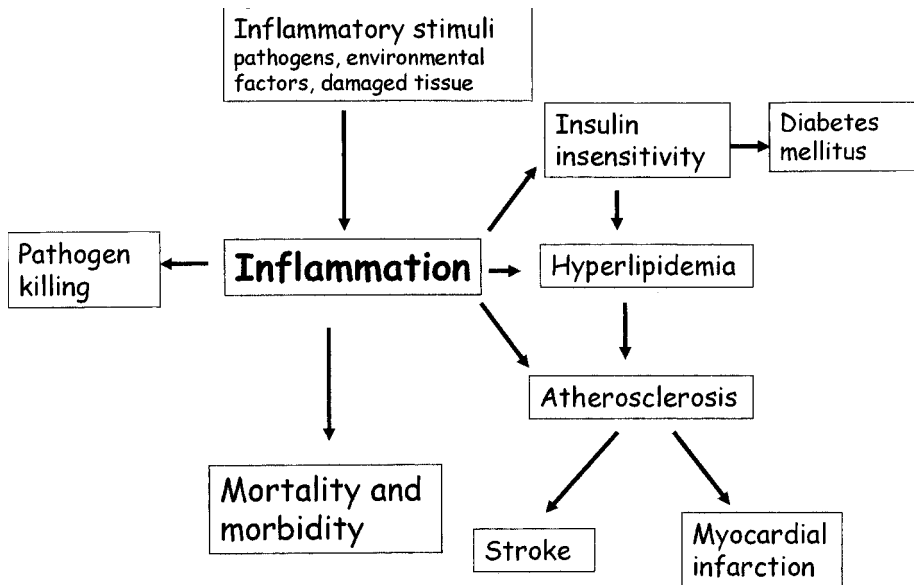 Inflammatory stimuli
pathogens, environmental
factors, damaged tissue
Insulin
insensitivity
Diabetes
mellitus
Pathogen
killing
Inflammation
Hyperlipidemia
Atherosclerosis
Mortality and
morbidity
Stroke
Myocardial
infarction